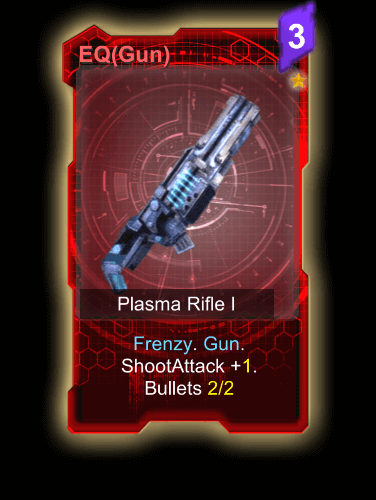 EQ(Gun)
3
Plasma Rifle I
Frenzy. Gun.
ShootAttack +1.
Bullets 2/2